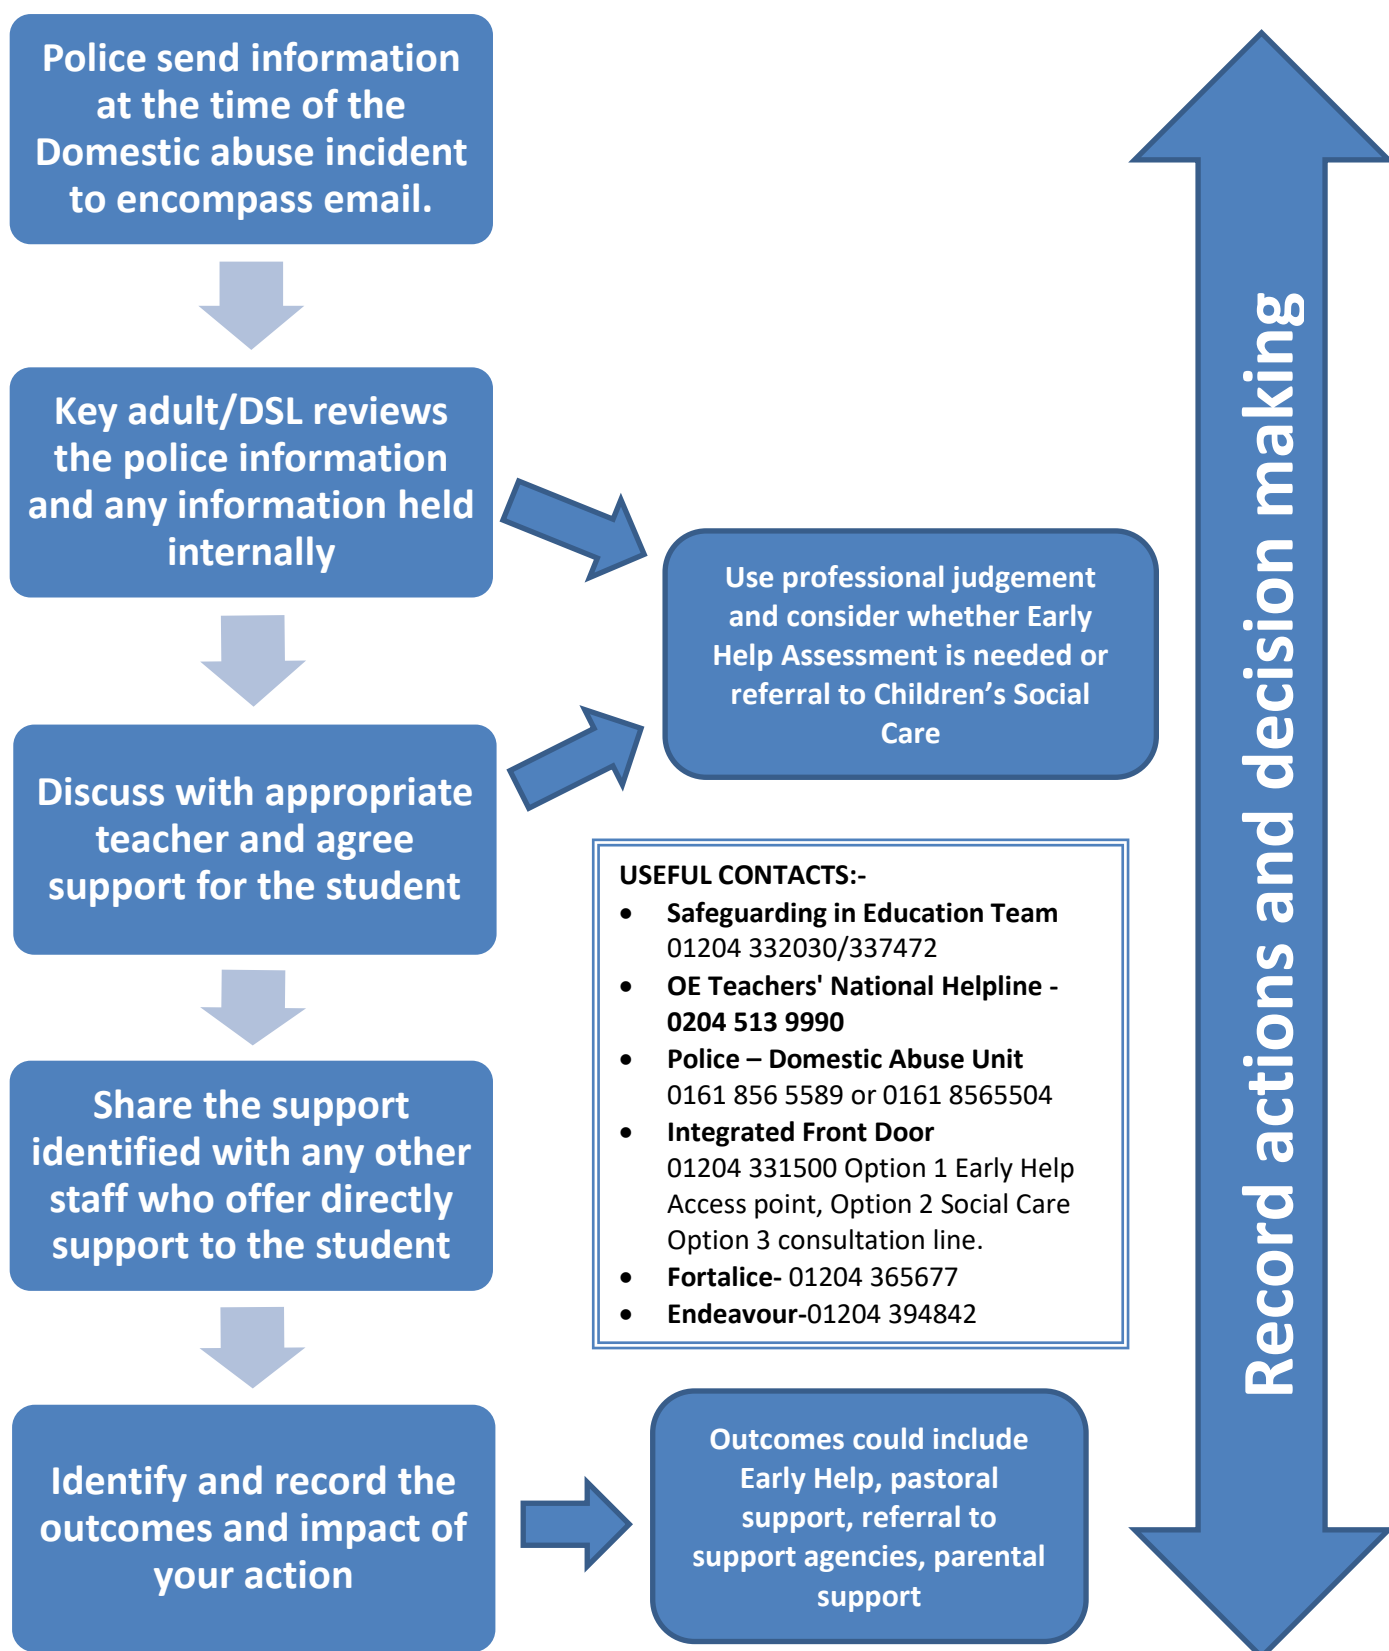 Police send information
at the time of the
Domestic abuse incident
to encompass email.
Key adult/DSL reviews
the police information
and any information held
internally
Use professional judgement
and consider whether Early
Help Assessment is needed or
referral to Children’s Social
Care
Discuss with appropriate
teacher and agree
support for the student
USEFUL CONTACTS:-
• Safeguarding in Education Team
01204 332030/337472
• OE Teachers' National Helpline -
0204 513 9990
• Police – Domestic Abuse Unit
0161 856 5589 or 0161 8565504
• Integrated Front Door
01204 331500 Option 1 Early Help
Access point, Option 2 Social Care
Option 3 consultation line.
• Fortalice- 01204 365677
• Endeavour-01204 394842
Share the support
identified with any other
staff who offer directly
support to the student
Identify and record the
outcomes and impact of
your action
Outcomes could include
Early Help, pastoral
support, referral to
support agencies, parental
support
Record actions and decision making